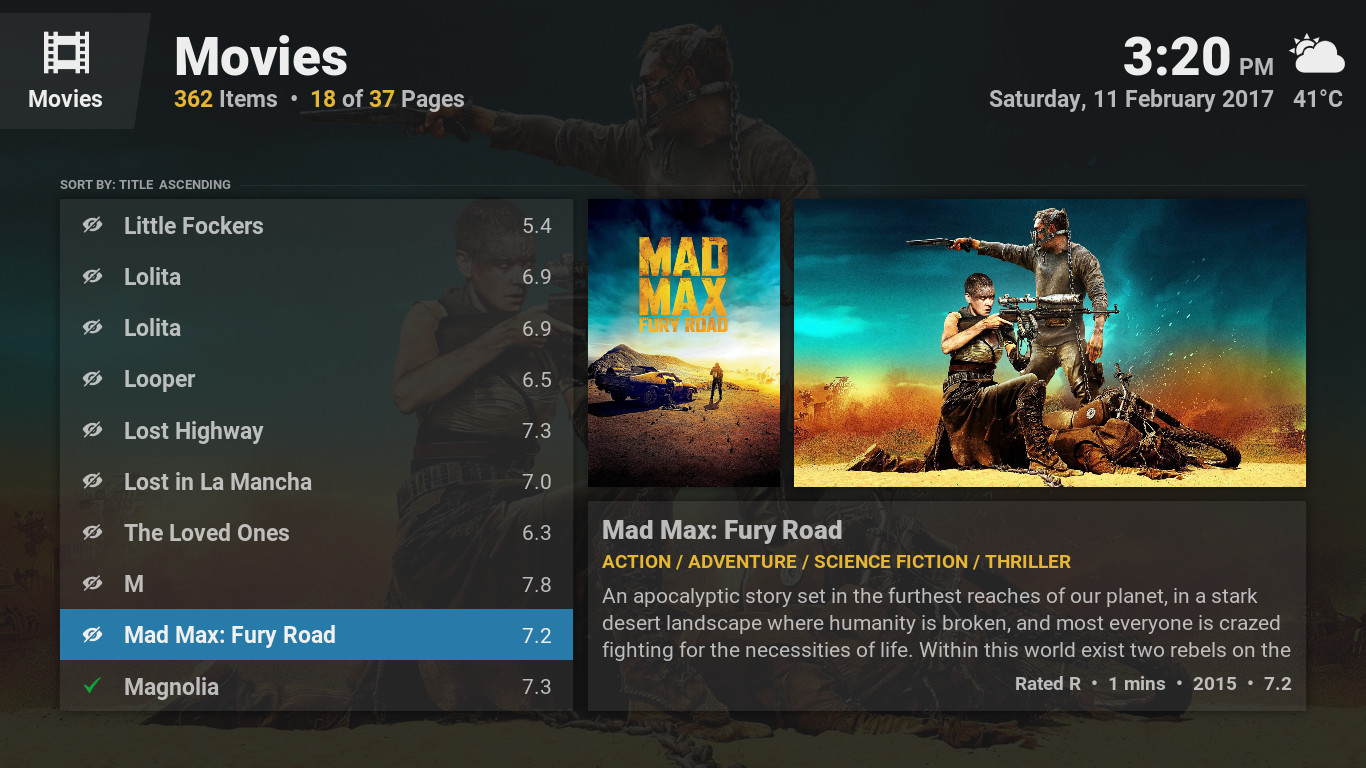 Movies
Movies
362 Items • 18 of 37 Pages
3:20 PM
Saturday, 11 February 2017 41°C
SORT BY: TITLE ASCENDING
Little Fockers 5.4
Lolita 6.9
Lolita 6.9
Looper 6.5
Lost Highway 7.3
Lost in La Mancha 7.0
The Loved Ones 6.3
M 7.8
Mad Max: Fury Road 7.2
Magnolia 7.3
MAD
MAX
FURY ROAD
Mad Max: Fury Road
ACTION / ADVENTURE / SCIENCE FICTION / THRILLER
An apocalyptic story set in the furthest reaches of our planet, in a stark
desert landscape where humanity is broken, and most everyone is crazed
fighting for the necessities of life. Within this world exist two rebels on the
Rated R • 1 mins • 2015 • 7.2